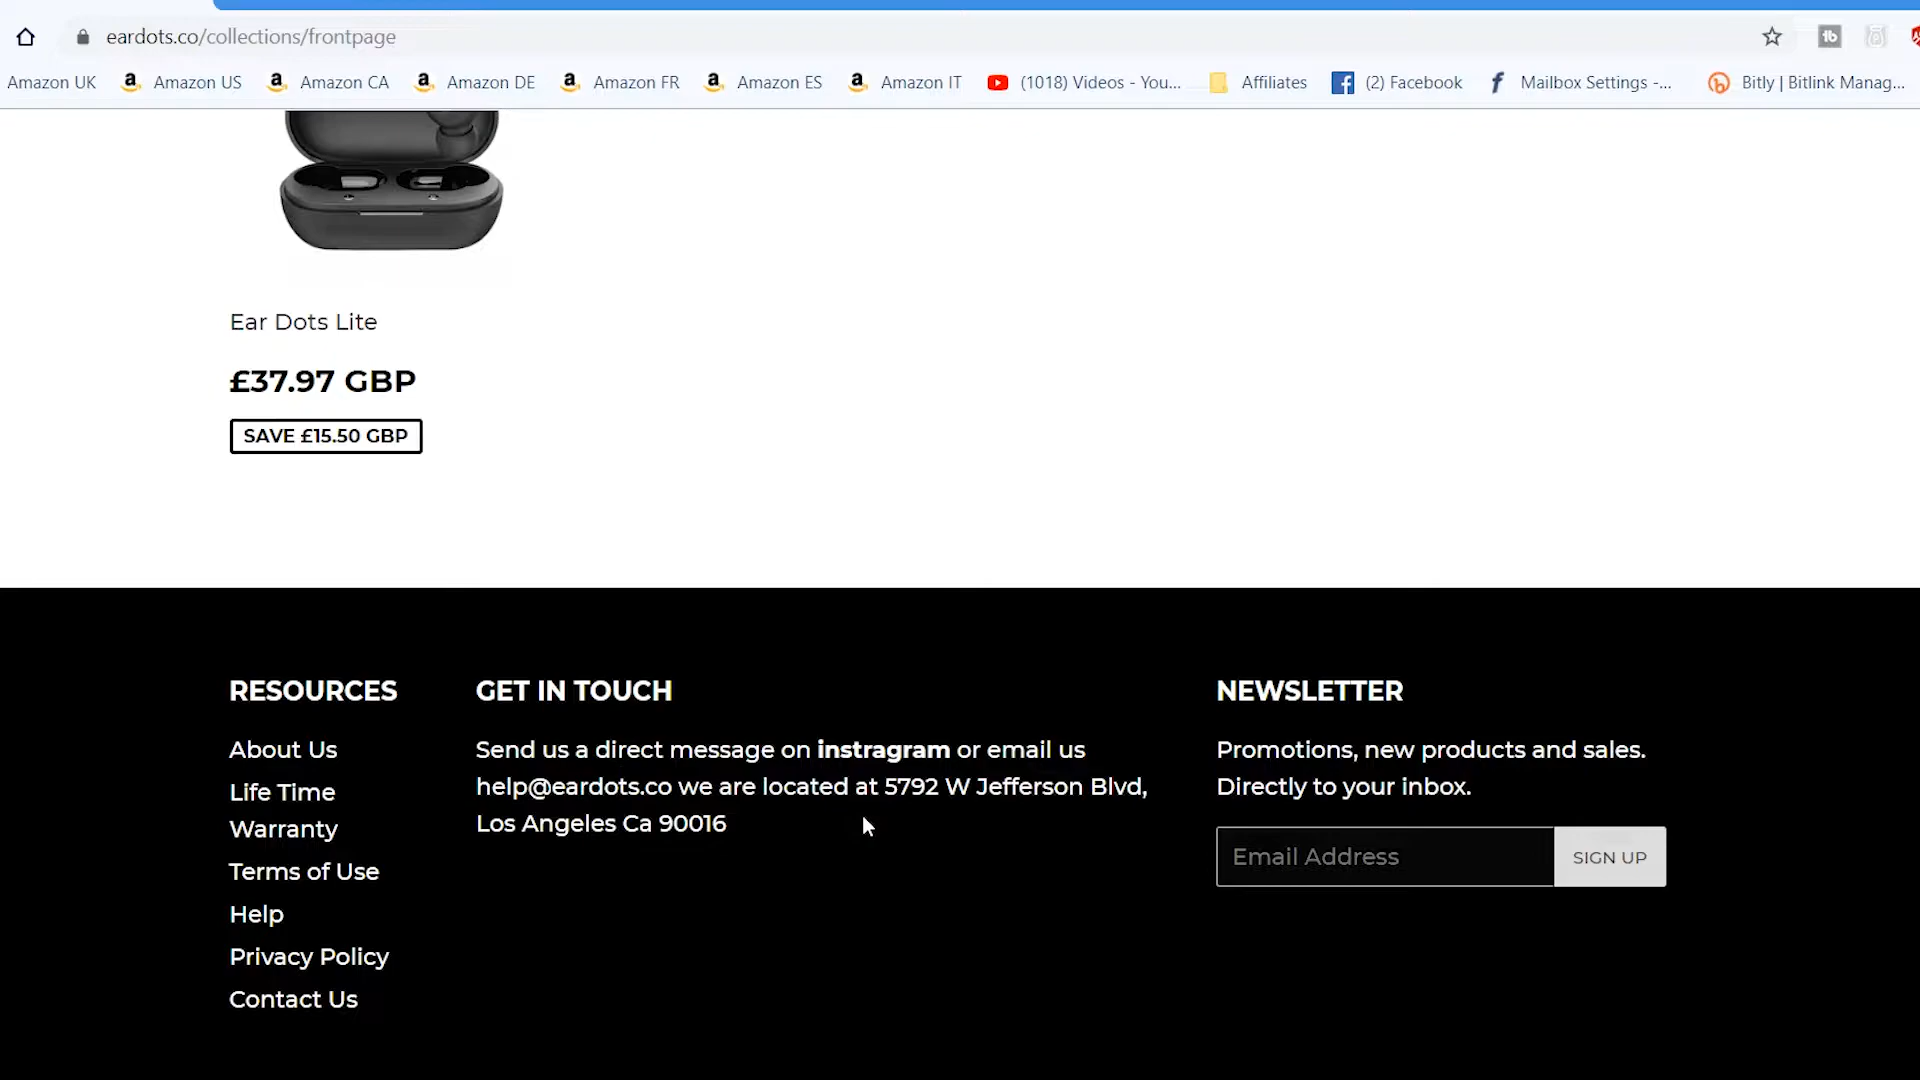 eardots.co/collections/frontpage
Amazon UK
Amazon US
Amazon CA
Amazon DE
Amazon FR
Amazon ES
Amazon IT
(1018) Videos - You...
Affiliates
(2) Facebook
Mailbox Settings -...
Bitly | Bitlink Manag...
Ear Dots Lite
£37.97 GBP
SAVE £15.50 GBP
RESOURCES
About Us
Life Time
Warranty
Terms of Use
Help
Privacy Policy
Contact Us
GET IN TOUCH
Send us a direct message on instragram or email us
help@eardots.co we are located at 5792 W Jefferson Blvd,
Los Angeles Ca 90016
NEWSLETTER
Promotions, new products and sales.
Directly to your inbox.
Email Address
SIGN UP